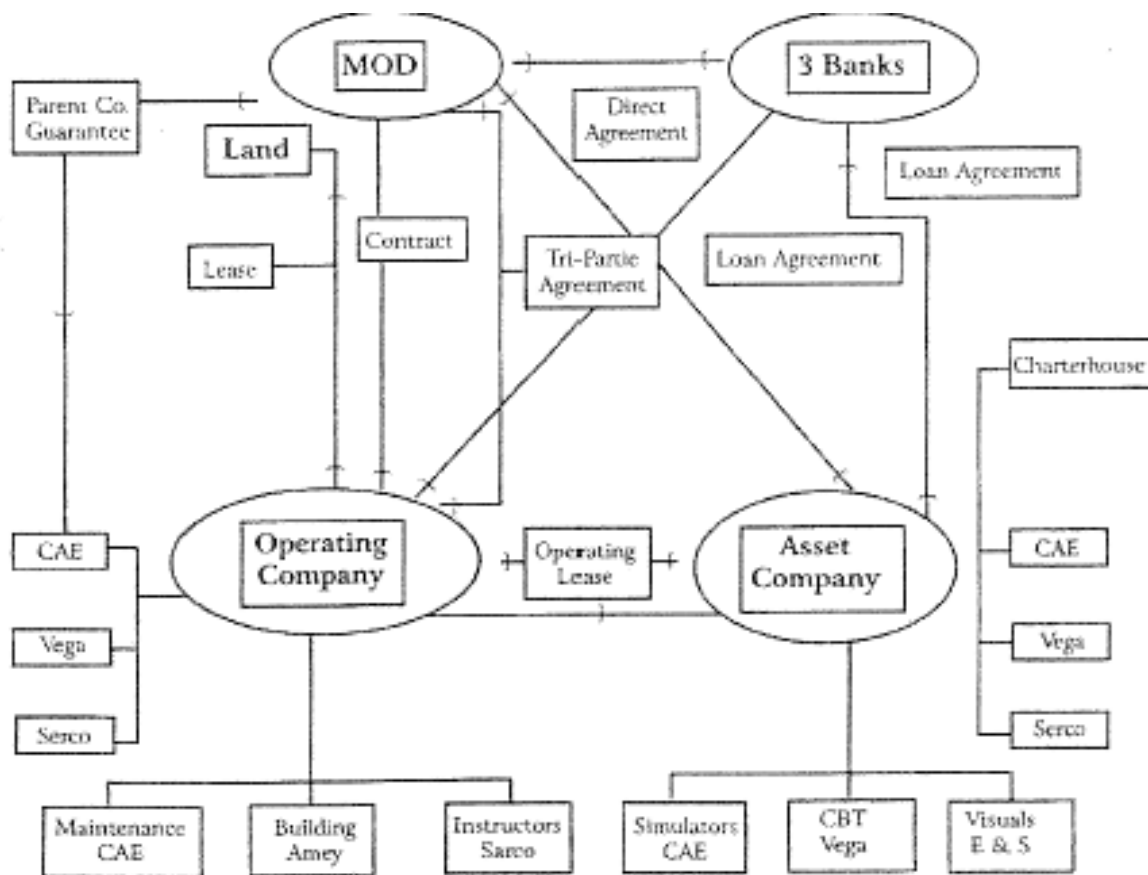 MOD
3 Banks
Parent Co.
Guarantee
Direct
Agreement
Land
Loan Agreement
Contract
Lease
Tri-Partie
Agreement
Loan Agreement
Charterhouse
CAE
Operating
Company
Operating
Lease
Asset
Company
CAE
Vega
Vega
Serco
Serco
Maintenance
CAE
Building
Amey
Instructors
Sarco
Simulators
CAE
CBT
Vega
Visuals
E & S